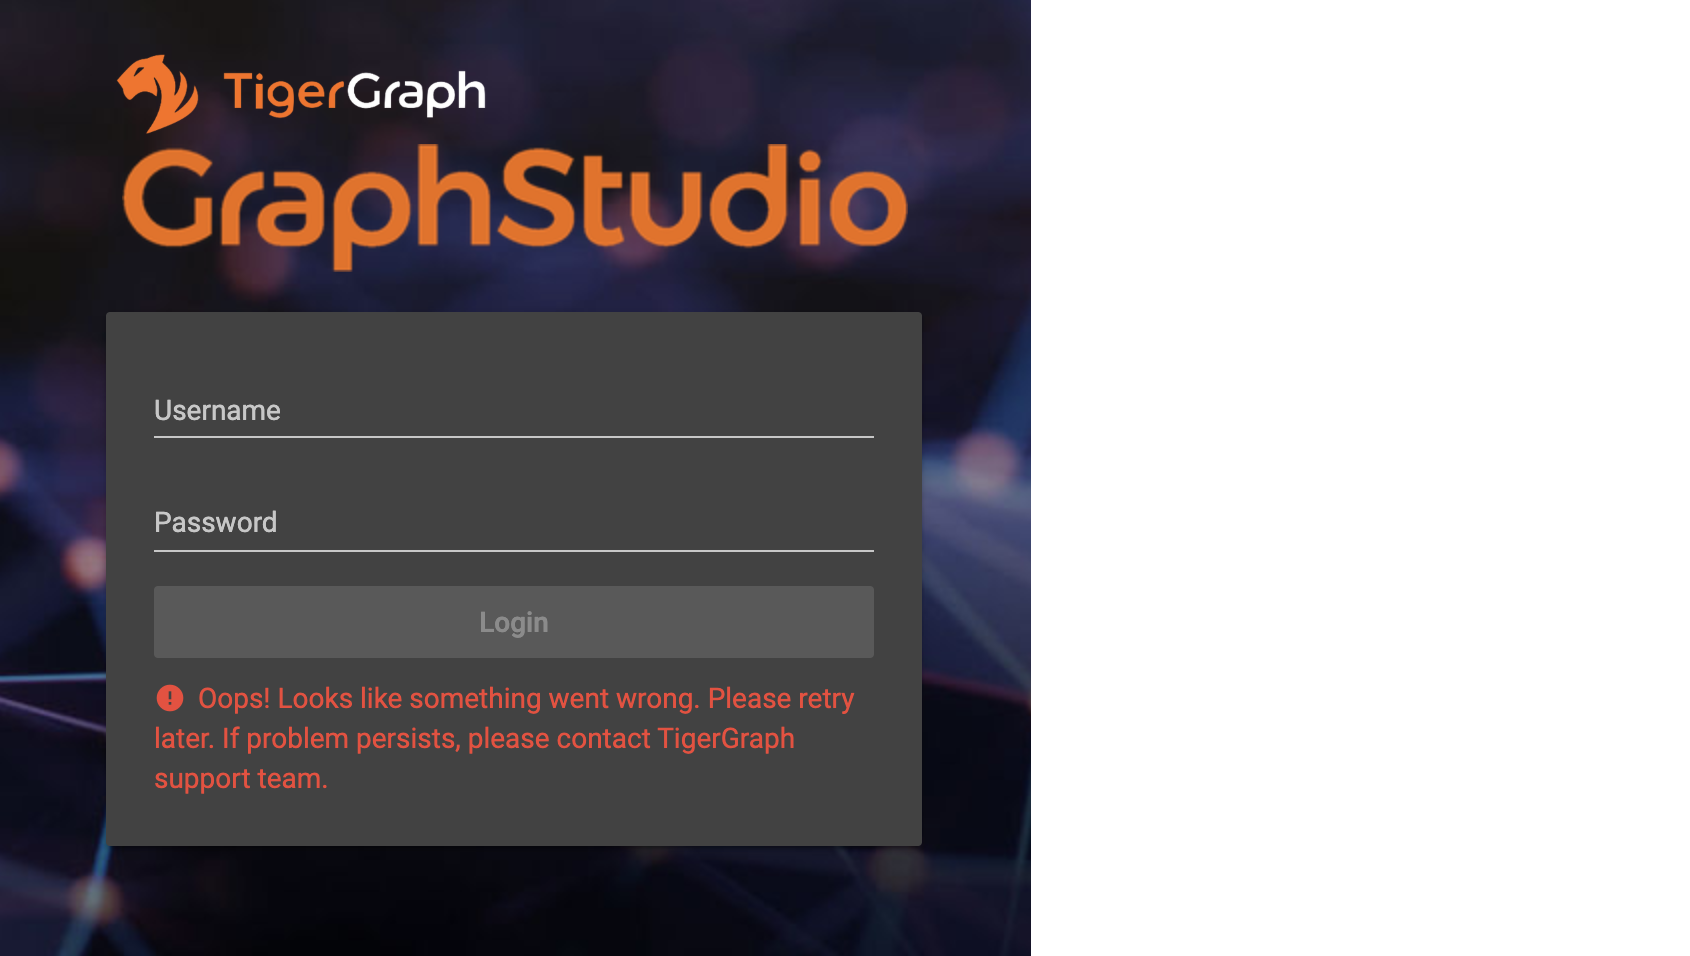 TigerGraph
GraphStudio
Username
Password
Login
Oops! Looks like something went wrong. Please retry
later. If problem persists, please contact TigerGraph
support team.